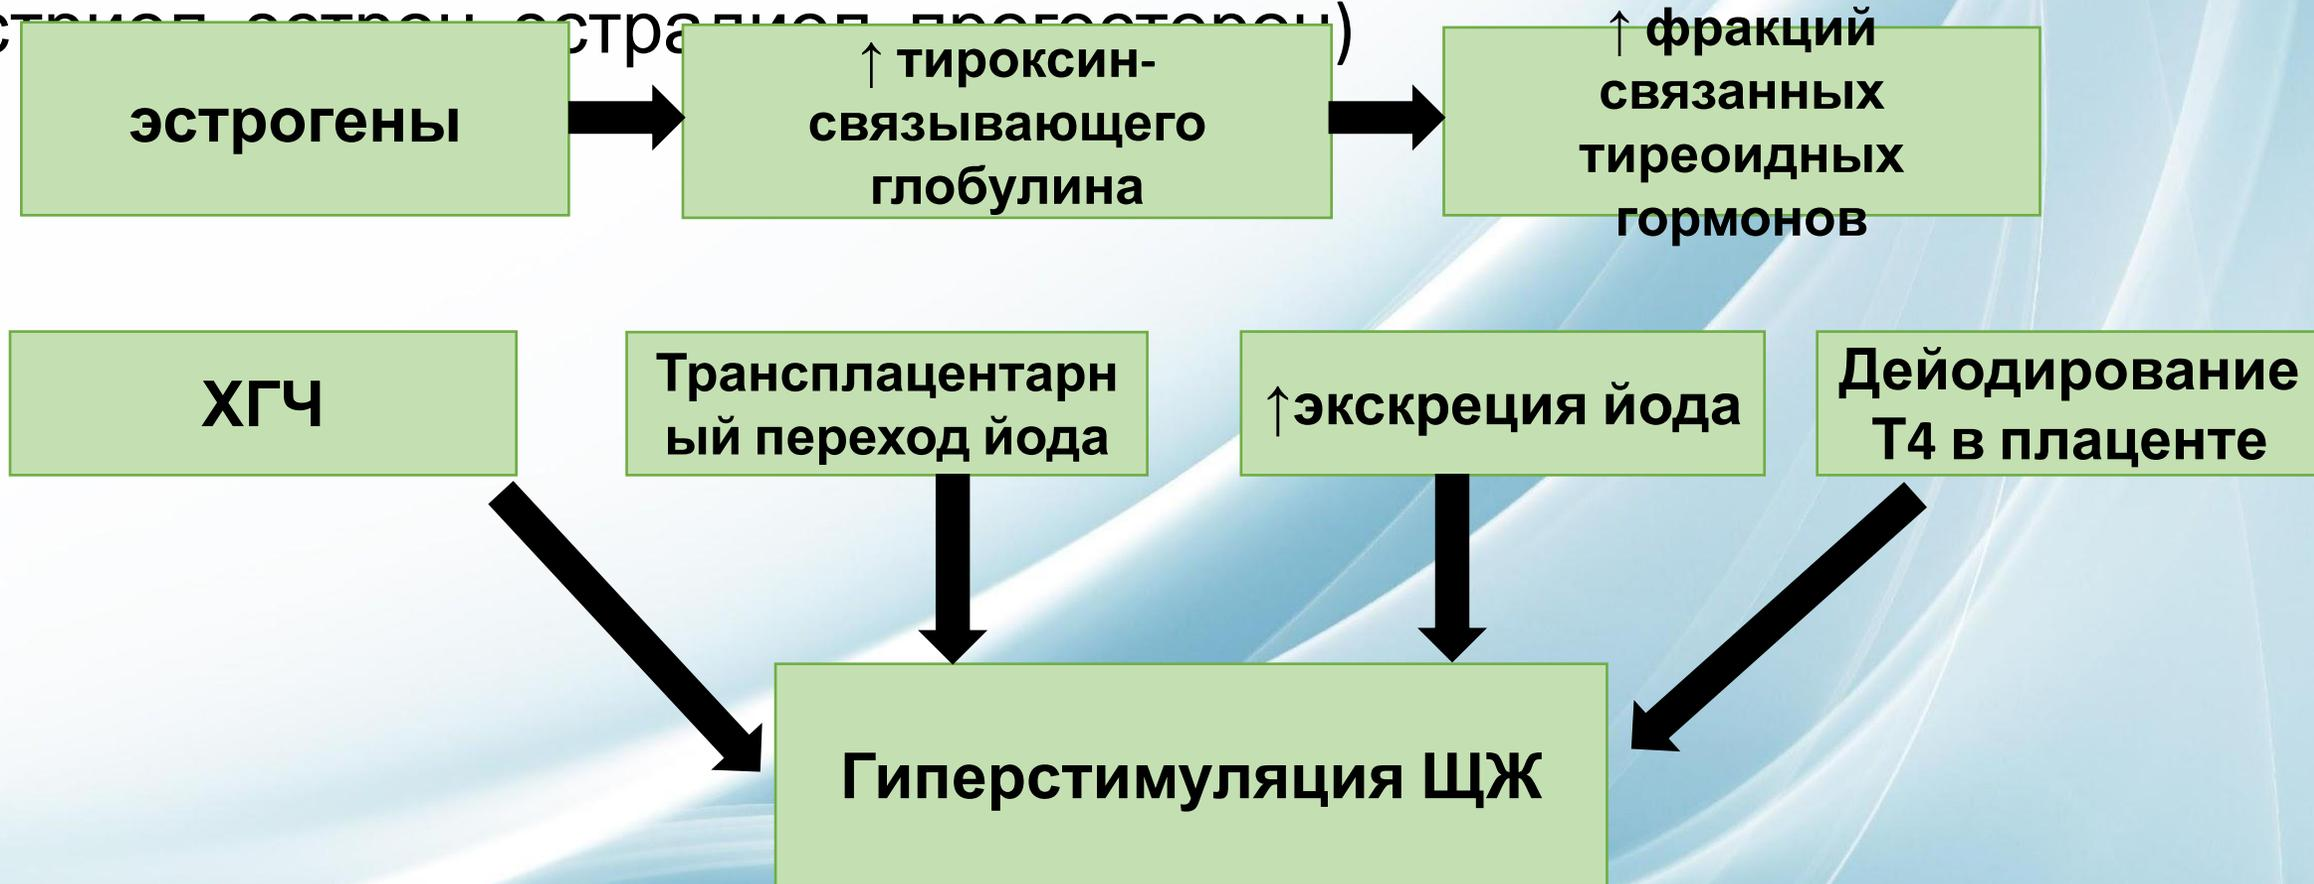 эстрогены
↑ тироксин-
связывающего
глобулина
↑ фракций
связанных
тиреоидных
гормонов
ХГЧ
Трансплацентарн
ый переход йода
↑экскреция йода
Дейодирование
Т4 в плаценте
Гиперстимуляция ЩЖ